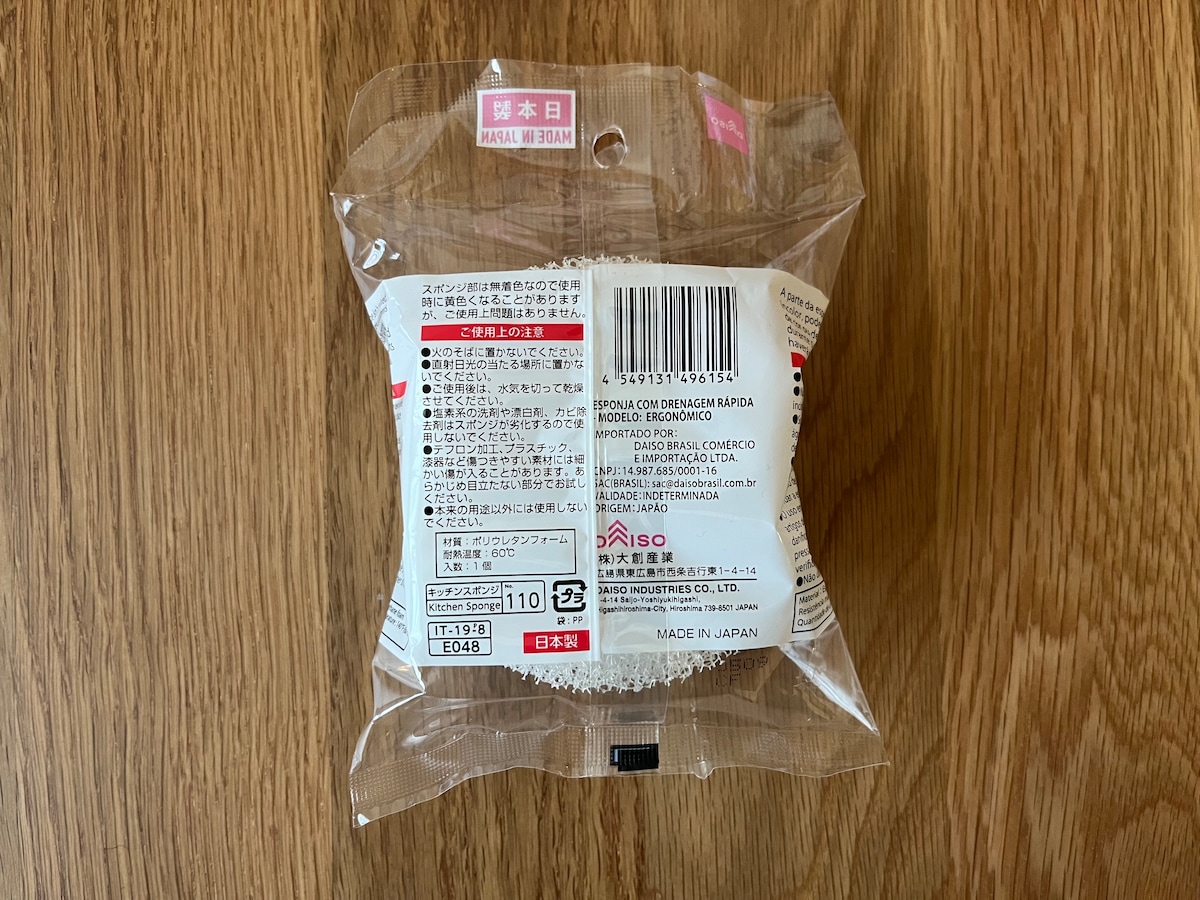 日本製
MADE IN JAPAN
DAISO
スポンジ部は無着色なので使用
時に黄色くなることがあります
が、ご使用上問題はありません。
ご使用上の注意
●火のそばに置かないでください。
●直射日光の当たる場所に置かな
いでください。
●ご使用後は、水気を切って乾燥
させてください。
●塩素系の洗剤や漂白剤、カビ除
去剤はスポンジが劣化するので使
用しないでください。
●テフロン加工、プラスチック、
漆器など傷つきやすい素材には細
かい傷が入ることがあります。あ
らかじめ目立たない部分でお試し
ください。
●本来の用途以外には使用しない
でください。
材質:ポリウレタンフォーム
耐熱温度:60℃
入数:1個
キッチンスポンジ
Kitchen Sponge
No.
110
プラ
袋:PP
IT-19-8
E048
日本製
4 549131 496154
ESPONJA COM DRENAGEM RÁPIDA
- MODELO: ERGONÔMICO
IMPORTADO POR:
DAISO BRASIL COMÉRCIO
E IMPORTAÇÃO LTDA.
CNPJ:14.987.685/0001-16
SAC(BRASIL): sac@daisobrasil.com.br
VALIDADE:INDETERMINADA
ORIGEM:JAPÃO
DAISO
(株)大創産業
広島県東広島市西条吉行東1-4-14
DAISO INDUSTRIES CO., LTD.
-4-14 Saijo-Yoshiyukihigashi,
Higashihiroshima-City, Hiroshima 739-8501 JAPAN
MADE IN JAPAN
A parte da
incolor, pod
●Não
Material
Quantidade